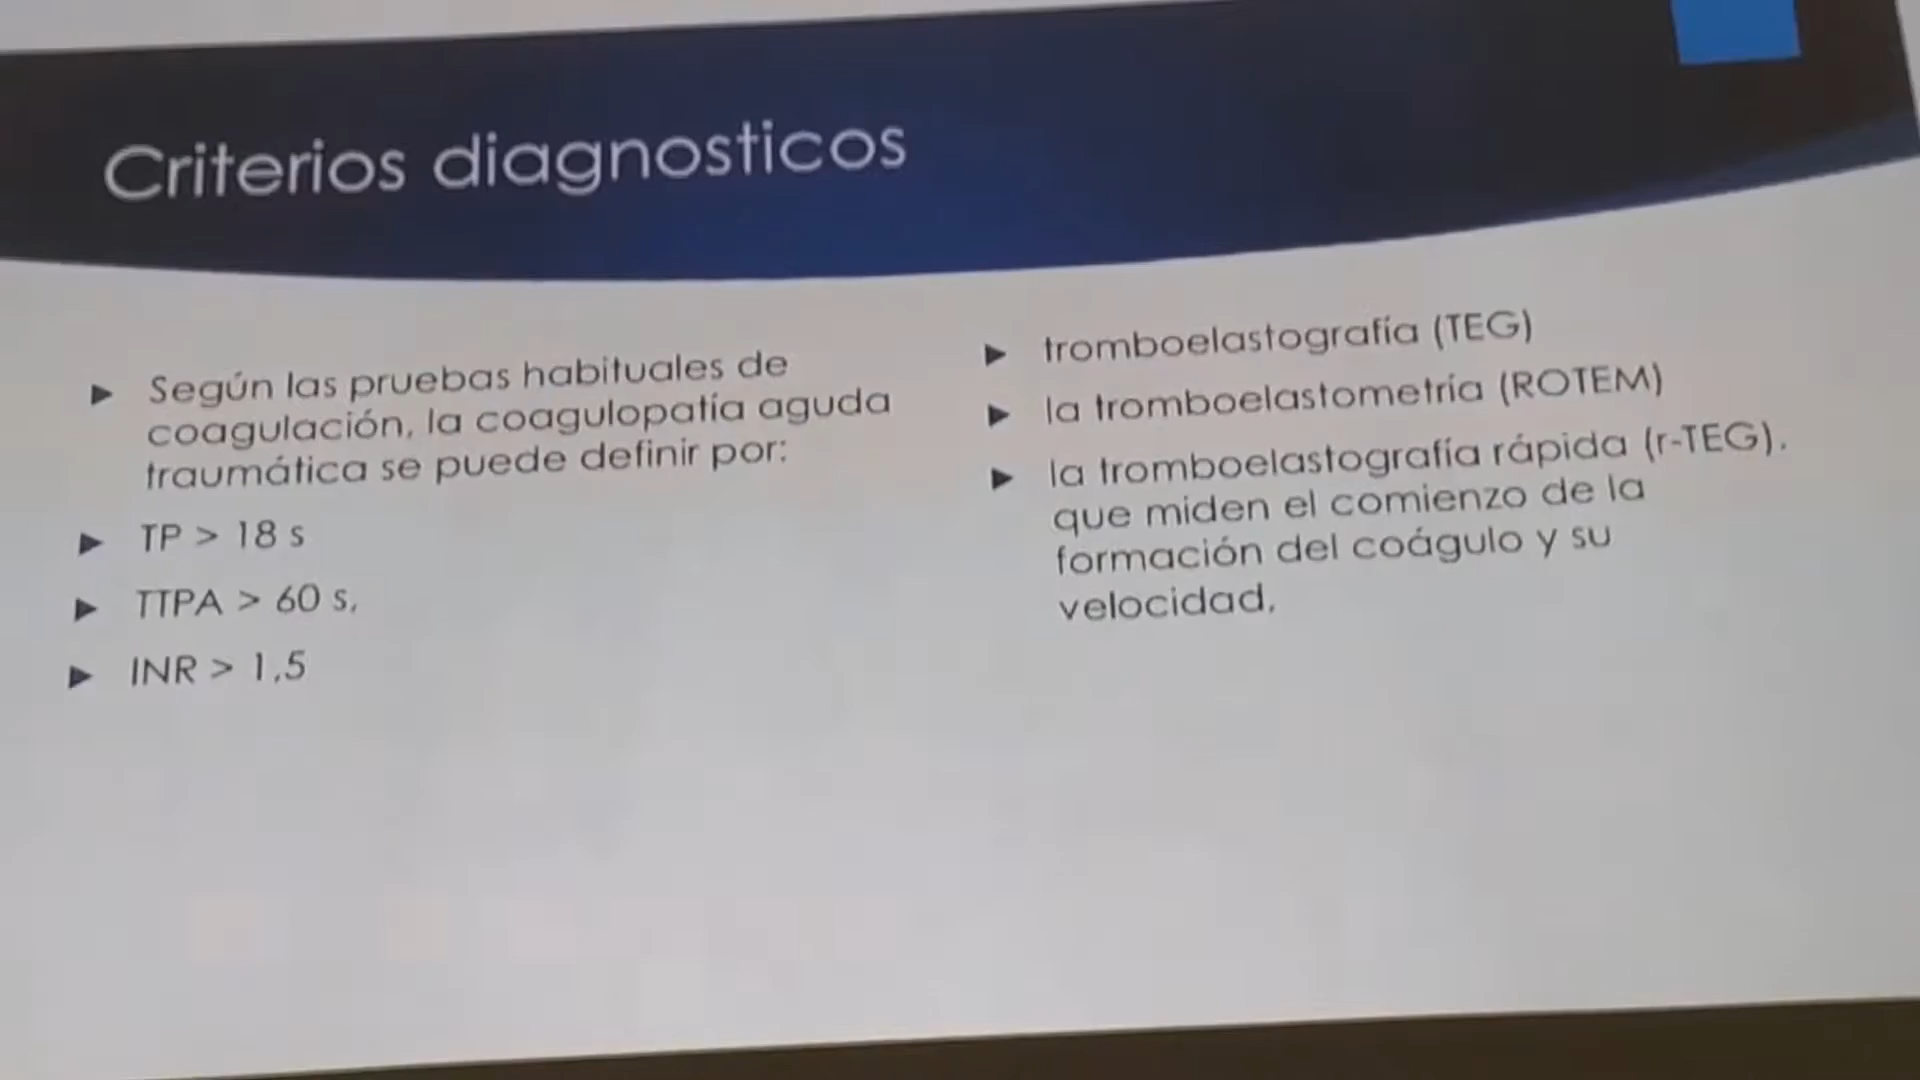 Criterios diagnosticos
Según las pruebas habituales de
coagulación, la coagulopatía aguda
traumática se puede definir por:
TP > 18 s
TTPA > 60 s,
INR > 1,5
tromboelastografía (TEG)
la tromboelastometría (ROTEM)
la tromboelastografía rápida (r-TEG),
que miden el comienzo de la
formación del coágulo y su
velocidad,